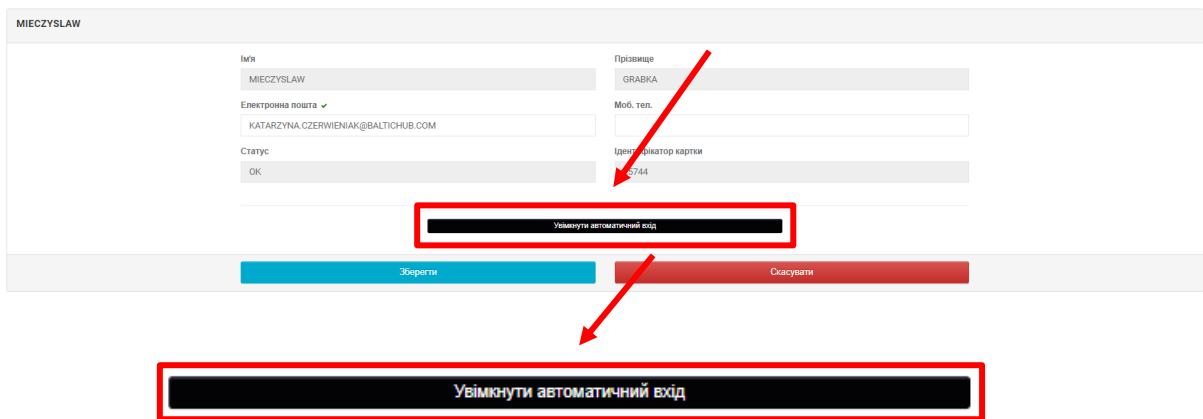 MIECZYSLAW
Ім'я
Прізвище
MIECZYSLAW
GRABKA
Електронна пошта
Моб. тел.
KATARZYNA.CZERWIENIAK@BALTICHUB.COM
Статус
Ідентифікатор картки
OK
5744
Увімкнути автоматичний вхід
Зберегти
Скасувати
Увімкнути автоматичний вхід